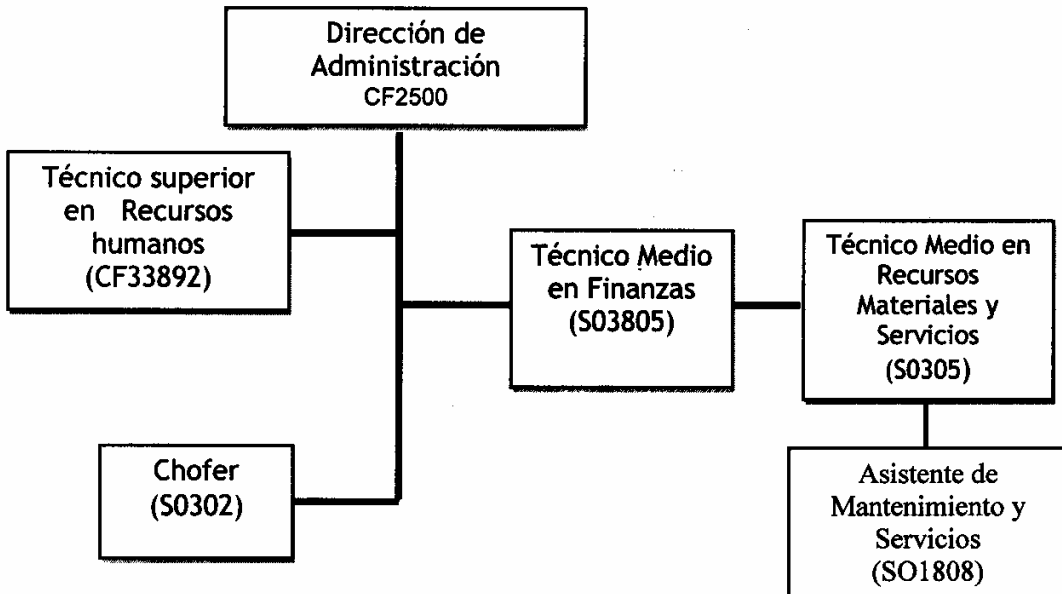 Dirección de
Administración
CF2500
Técnico superior
en Recursos
humanos
(CF33892)
Técnico Medio
en Finanzas
(S03805)
Técnico Medio en
Recursos
Materiales y
Servicios
(S0305)
Chofer
(S0302)
Asistente de
Mantenimiento y
Servicios
(SO1808)